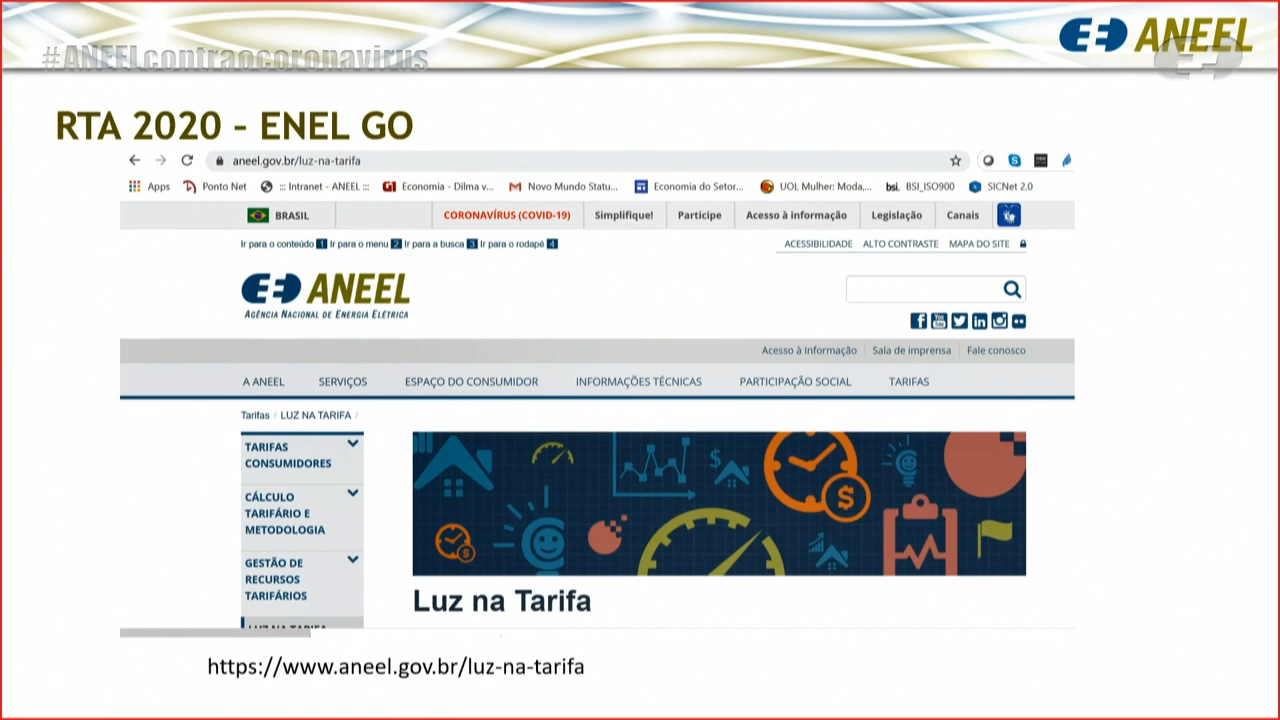 #ANEELcontraocoronavirus
ANEEL
RTA 2020 - ENEL GO
aneel.gov.br/luz-na-tarifa
Apps Ponto Net ::: Intranet - ANEEL ::: Economia - Dilma v... Novo Mundo Statu... Economia do Setor... UOL Mulher: Moda,... bsi. BSI_ISO900 SICNet 2.0
BRASIL CORONAVÍRUS (COVID-19) Simplifique! Participe Acesso à informação Legislação Canais
Ir para o conteúdo 1 Ir para o menu 2 Ir para a busca 3 Ir para o rodapé 4 ACESSIBILIDADE ALTO CONTRASTE MAPA DO SITE
ANEEL
AGÊNCIA NACIONAL DE ENERGIA ELÉTRICA
Acesso à Informação Sala de imprensa Fale conosco
A ANEEL SERVIÇOS ESPAÇO DO CONSUMIDOR INFORMAÇÕES TÉCNICAS PARTICIPAÇÃO SOCIAL TARIFAS
Tarifas / LUZ NA TARIFA /
TARIFAS
CONSUMIDORES
CÁLCULO
TARIFÁRIO E
METODOLOGIA
GESTÃO DE
RECURSOS
TARIFÁRIOS
LUZ NA TARIFA
Luz na Tarifa
https://www.aneel.gov.br/luz-na-tarifa